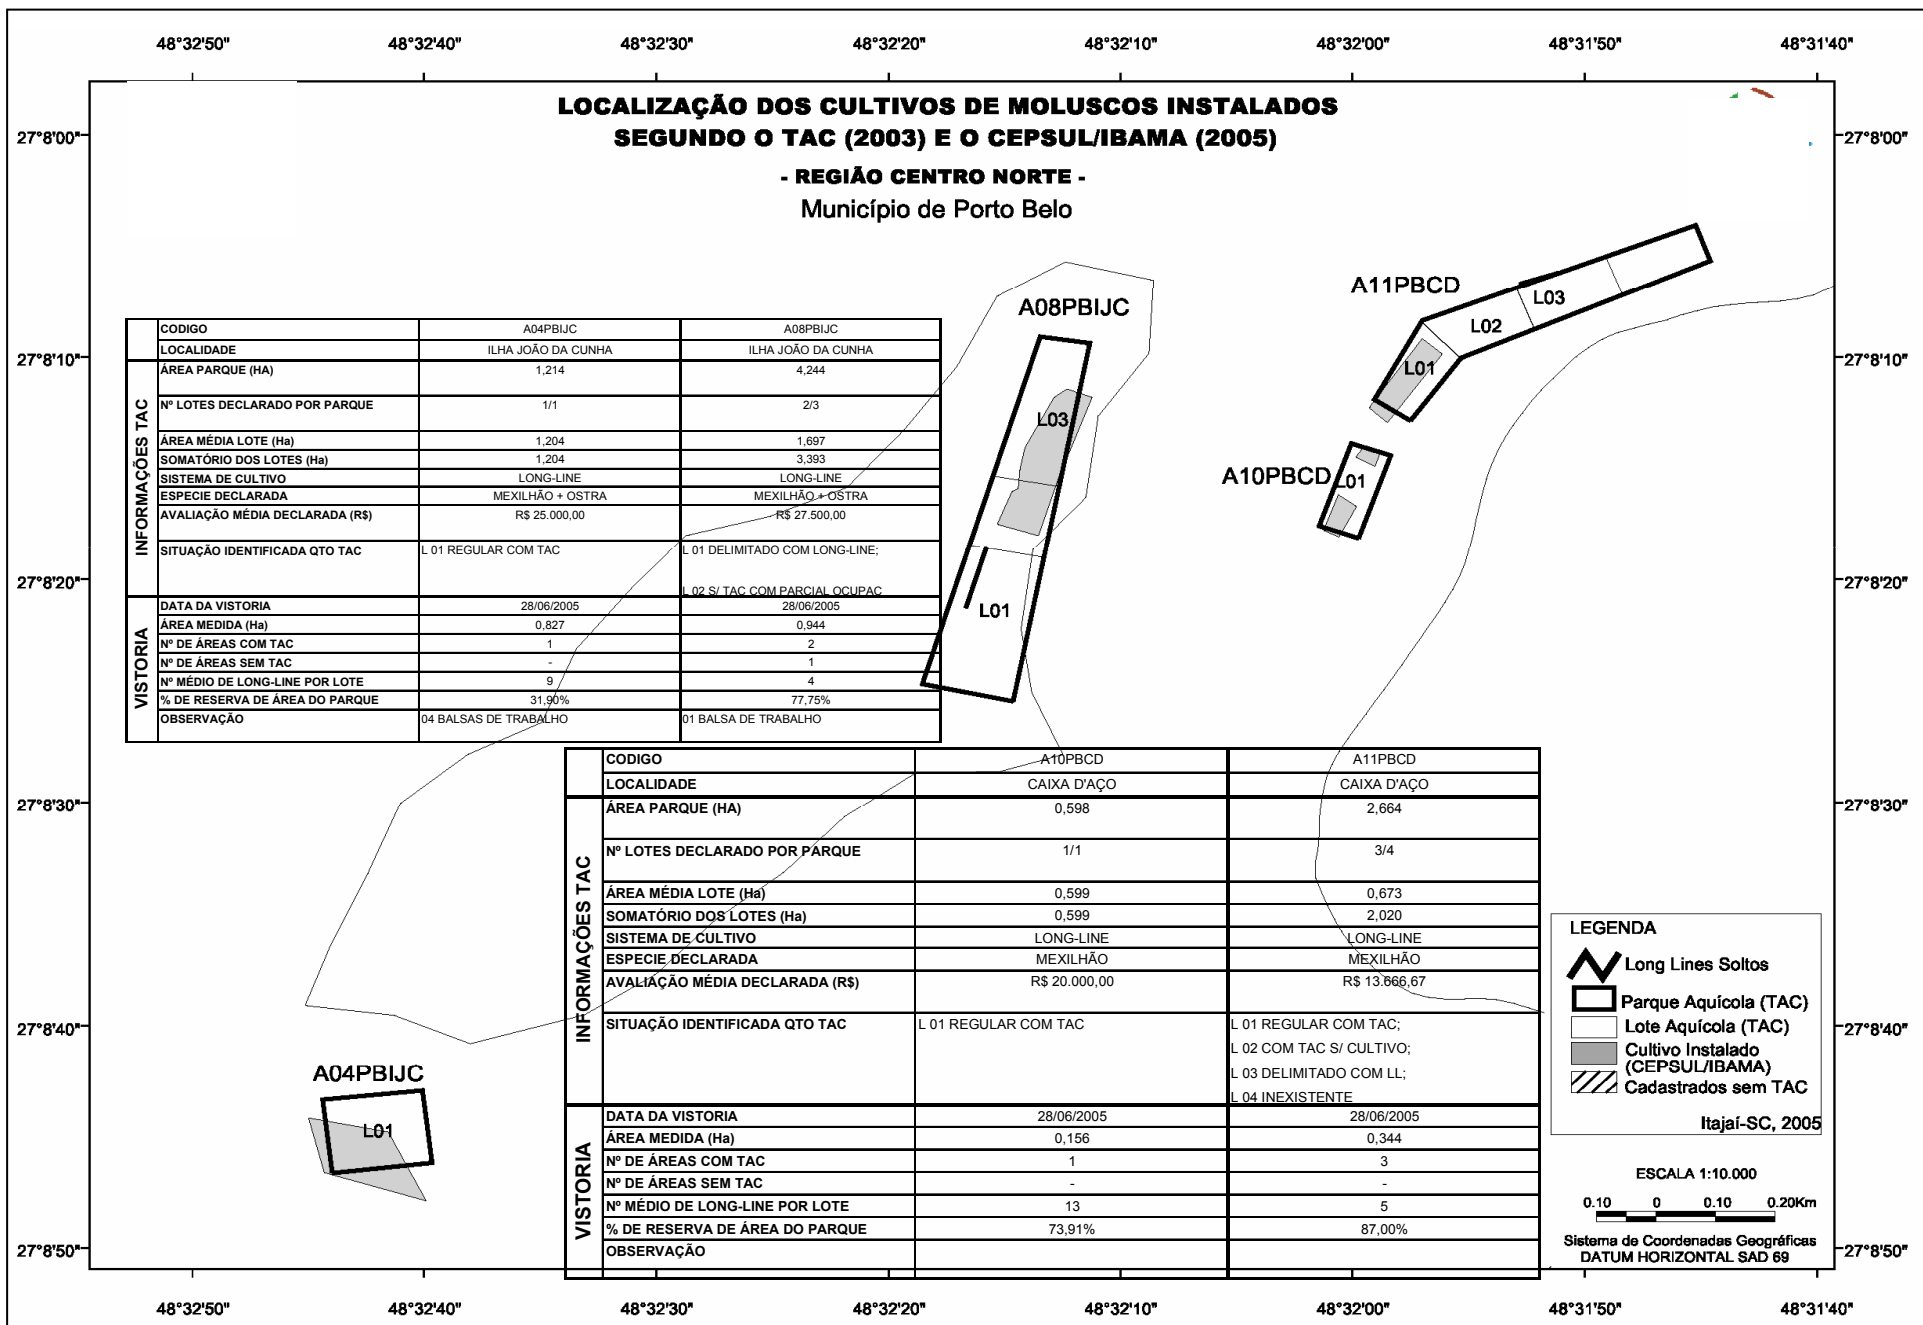 48°32'50" 48°32'40" 48°32'30" 48°32'20" 48°32'10" 48°32'00" 48°31'50" 48°31'40"
LOCALIZAÇÃO DOS CULTIVOS DE MOLUSCOS INSTALADOS
SEGUNDO O TAC (2003) E O CEPSUL/IBAMA (2005)
- REGIÃO CENTRO NORTE -
Município de Porto Belo
27°8'00" 27°8'00"
27°8'10" 27°8'10"
27°8'20" 27°8'20"
27°8'30" 27°8'30"
27°8'40" 27°8'40"
27°8'50" 27°8'50"
A11PBCD
L03
L02
L01
A10PBCD
L01
A08PBIJC
L03
L01
A04PBIJC
L01
CODIGO A04PBIJC A08PBIJC
LOCALIDADE ILHA JOÃO DA CUNHA ILHA JOÃO DA CUNHA
INFORMAÇÕES TAC
ÁREA PARQUE (HA) 1,214 4,244
Nº LOTES DECLARADO POR PARQUE 1/1 2/3
ÁREA MÉDIA LOTE (Ha) 1,204 1,697
SOMATÓRIO DOS LOTES (Ha) 1,204 3,393
SISTEMA DE CULTIVO LONG-LINE LONG-LINE
ESPECIE DECLARADA MEXILHÃO + OSTRA MEXILHÃO + OSTRA
AVALIAÇÃO MÉDIA DECLARADA (R$) R$ 25.000,00 R$ 27.500,00
SITUAÇÃO IDENTIFICADA QTO TAC L 01 REGULAR COM TAC L 01 DELIMITADO COM LONG-LINE;
L 02 S/ TAC COM PARCIAL OCUPAC
VISTORIA
DATA DA VISTORIA 28/06/2005 28/06/2005
ÁREA MEDIDA (Ha) 0,827 0,944
Nº DE ÁREAS COM TAC 1 2
Nº DE ÁREAS SEM TAC - 1
Nº MÉDIO DE LONG-LINE POR LOTE 9 4
% DE RESERVA DE ÁREA DO PARQUE 31,90% 77,75%
OBSERVAÇÃO 04 BALSAS DE TRABALHO 01 BALSA DE TRABALHO
CODIGO A10PBCD A11PBCD
LOCALIDADE CAIXA D'AÇO CAIXA D'AÇO
INFORMAÇÕES TAC
ÁREA PARQUE (HA) 0,598 2,664
Nº LOTES DECLARADO POR PARQUE 1/1 3/4
ÁREA MÉDIA LOTE (Ha) 0,599 0,673
SOMATÓRIO DOS LOTES (Ha) 0,599 2,020
SISTEMA DE CULTIVO LONG-LINE LONG-LINE
ESPECIE DECLARADA MEXILHÃO MEXILHÃO
AVALIAÇÃO MÉDIA DECLARADA (R$) R$ 20.000,00 R$ 13.666,67
SITUAÇÃO IDENTIFICADA QTO TAC L 01 REGULAR COM TAC L 01 REGULAR COM TAC;
L 02 COM TAC S/ CULTIVO;
L 03 DELIMITADO COM LL;
L 04 INEXISTENTE
VISTORIA
DATA DA VISTORIA 28/06/2005 28/06/2005
ÁREA MEDIDA (Ha) 0,156 0,344
Nº DE ÁREAS COM TAC 1 3
Nº DE ÁREAS SEM TAC - -
Nº MÉDIO DE LONG-LINE POR LOTE 13 5
% DE RESERVA DE ÁREA DO PARQUE 73,91% 87,00%
OBSERVAÇÃO
LEGENDA
Long Lines Soltos
Parque Aquícola (TAC)
Lote Aquícola (TAC)
Cultivo Instalado
(CEPSUL/IBAMA)
Cadastrados sem TAC
Itajaí-SC, 2005
ESCALA 1:10.000
0.10 0 0.10 0.20Km
Sistema de Coordenadas Geográficas
DATUM HORIZONTAL SAD 69
48°32'50" 48°32'40" 48°32'30" 48°32'20" 48°32'10" 48°32'00" 48°31'50" 48°31'40"